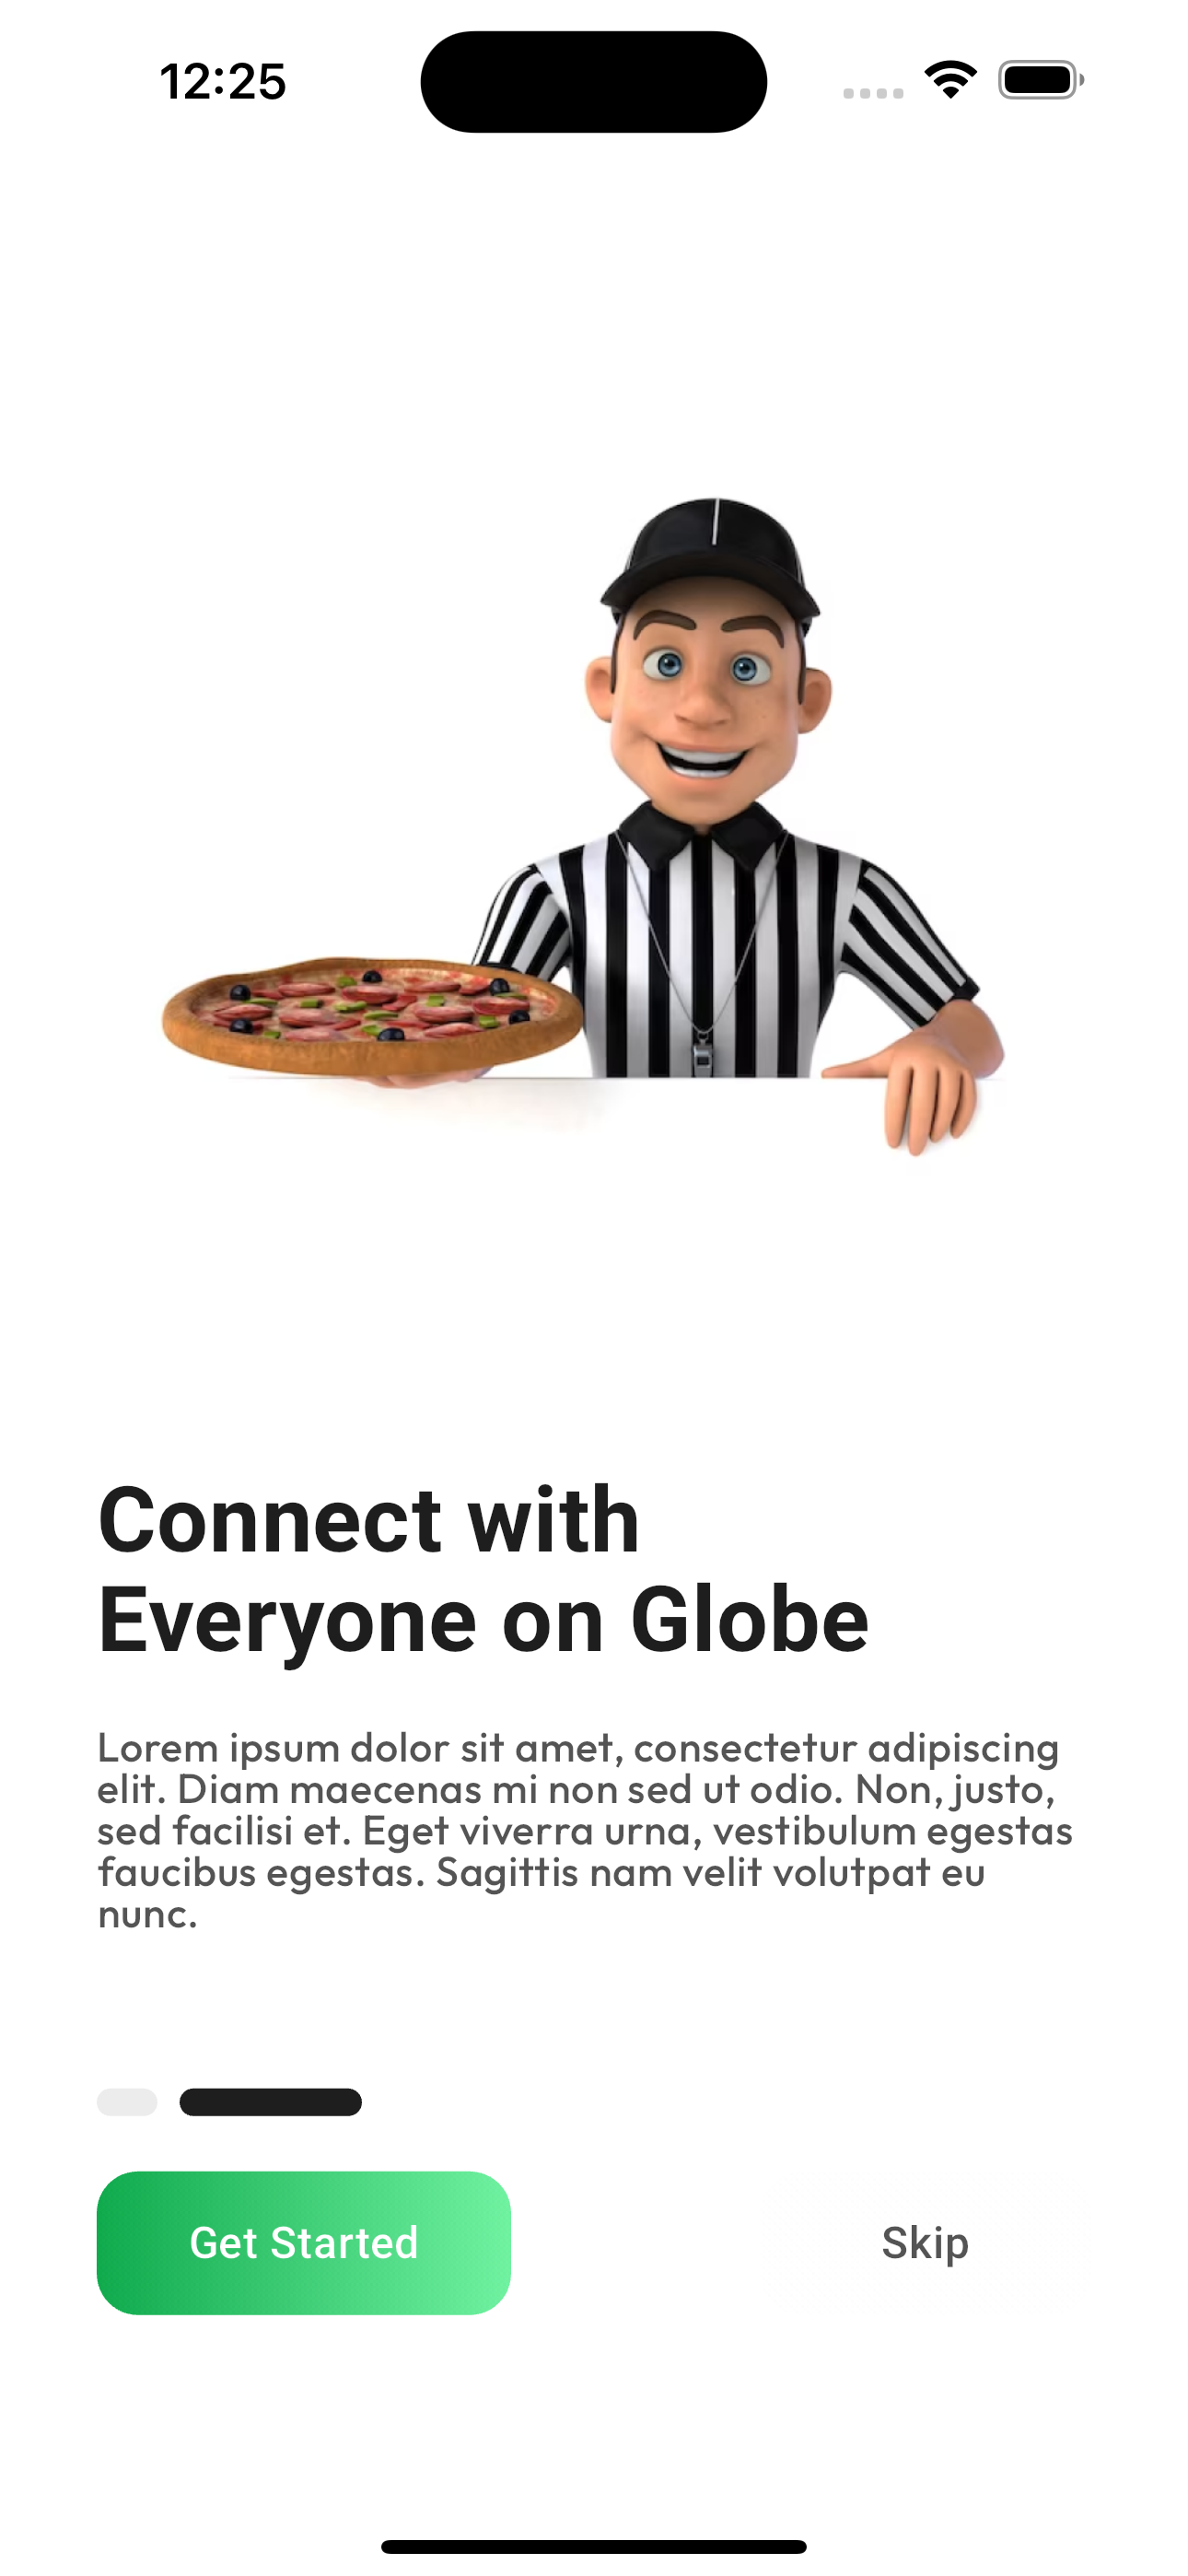 12:25
Connect with
Everyone on Globe
Lorem ipsum dolor sit amet, consectetur adipiscing
elit. Diam maecenas mi non sed ut odio. Non, justo,
sed facilisi et. Eget viverra urna, vestibulum egestas
faucibus egestas. Sagittis nam velit volutpat eu
nunc.
Get Started
Skip